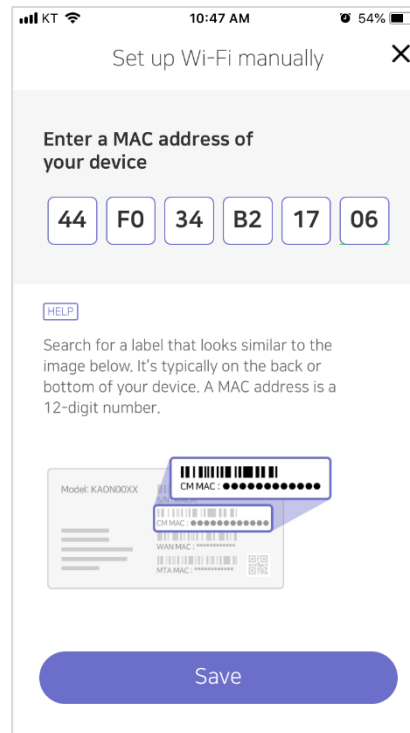 KT 10:47 AM 54%
Set up Wi-Fi manually
Enter a MAC address of
your device
44 F0 34 B2 17 06
HELP
Search for a label that looks similar to the
image below. It's typically on the back or
bottom of your device. A MAC address is a
12-digit number.
CM MAC : ●●●●●●●●●●●●
Model: KAON00XX
CM MAC : ●●●●●●●●●●●●
WAN MAC : ************
MTA MAC : ************
Save